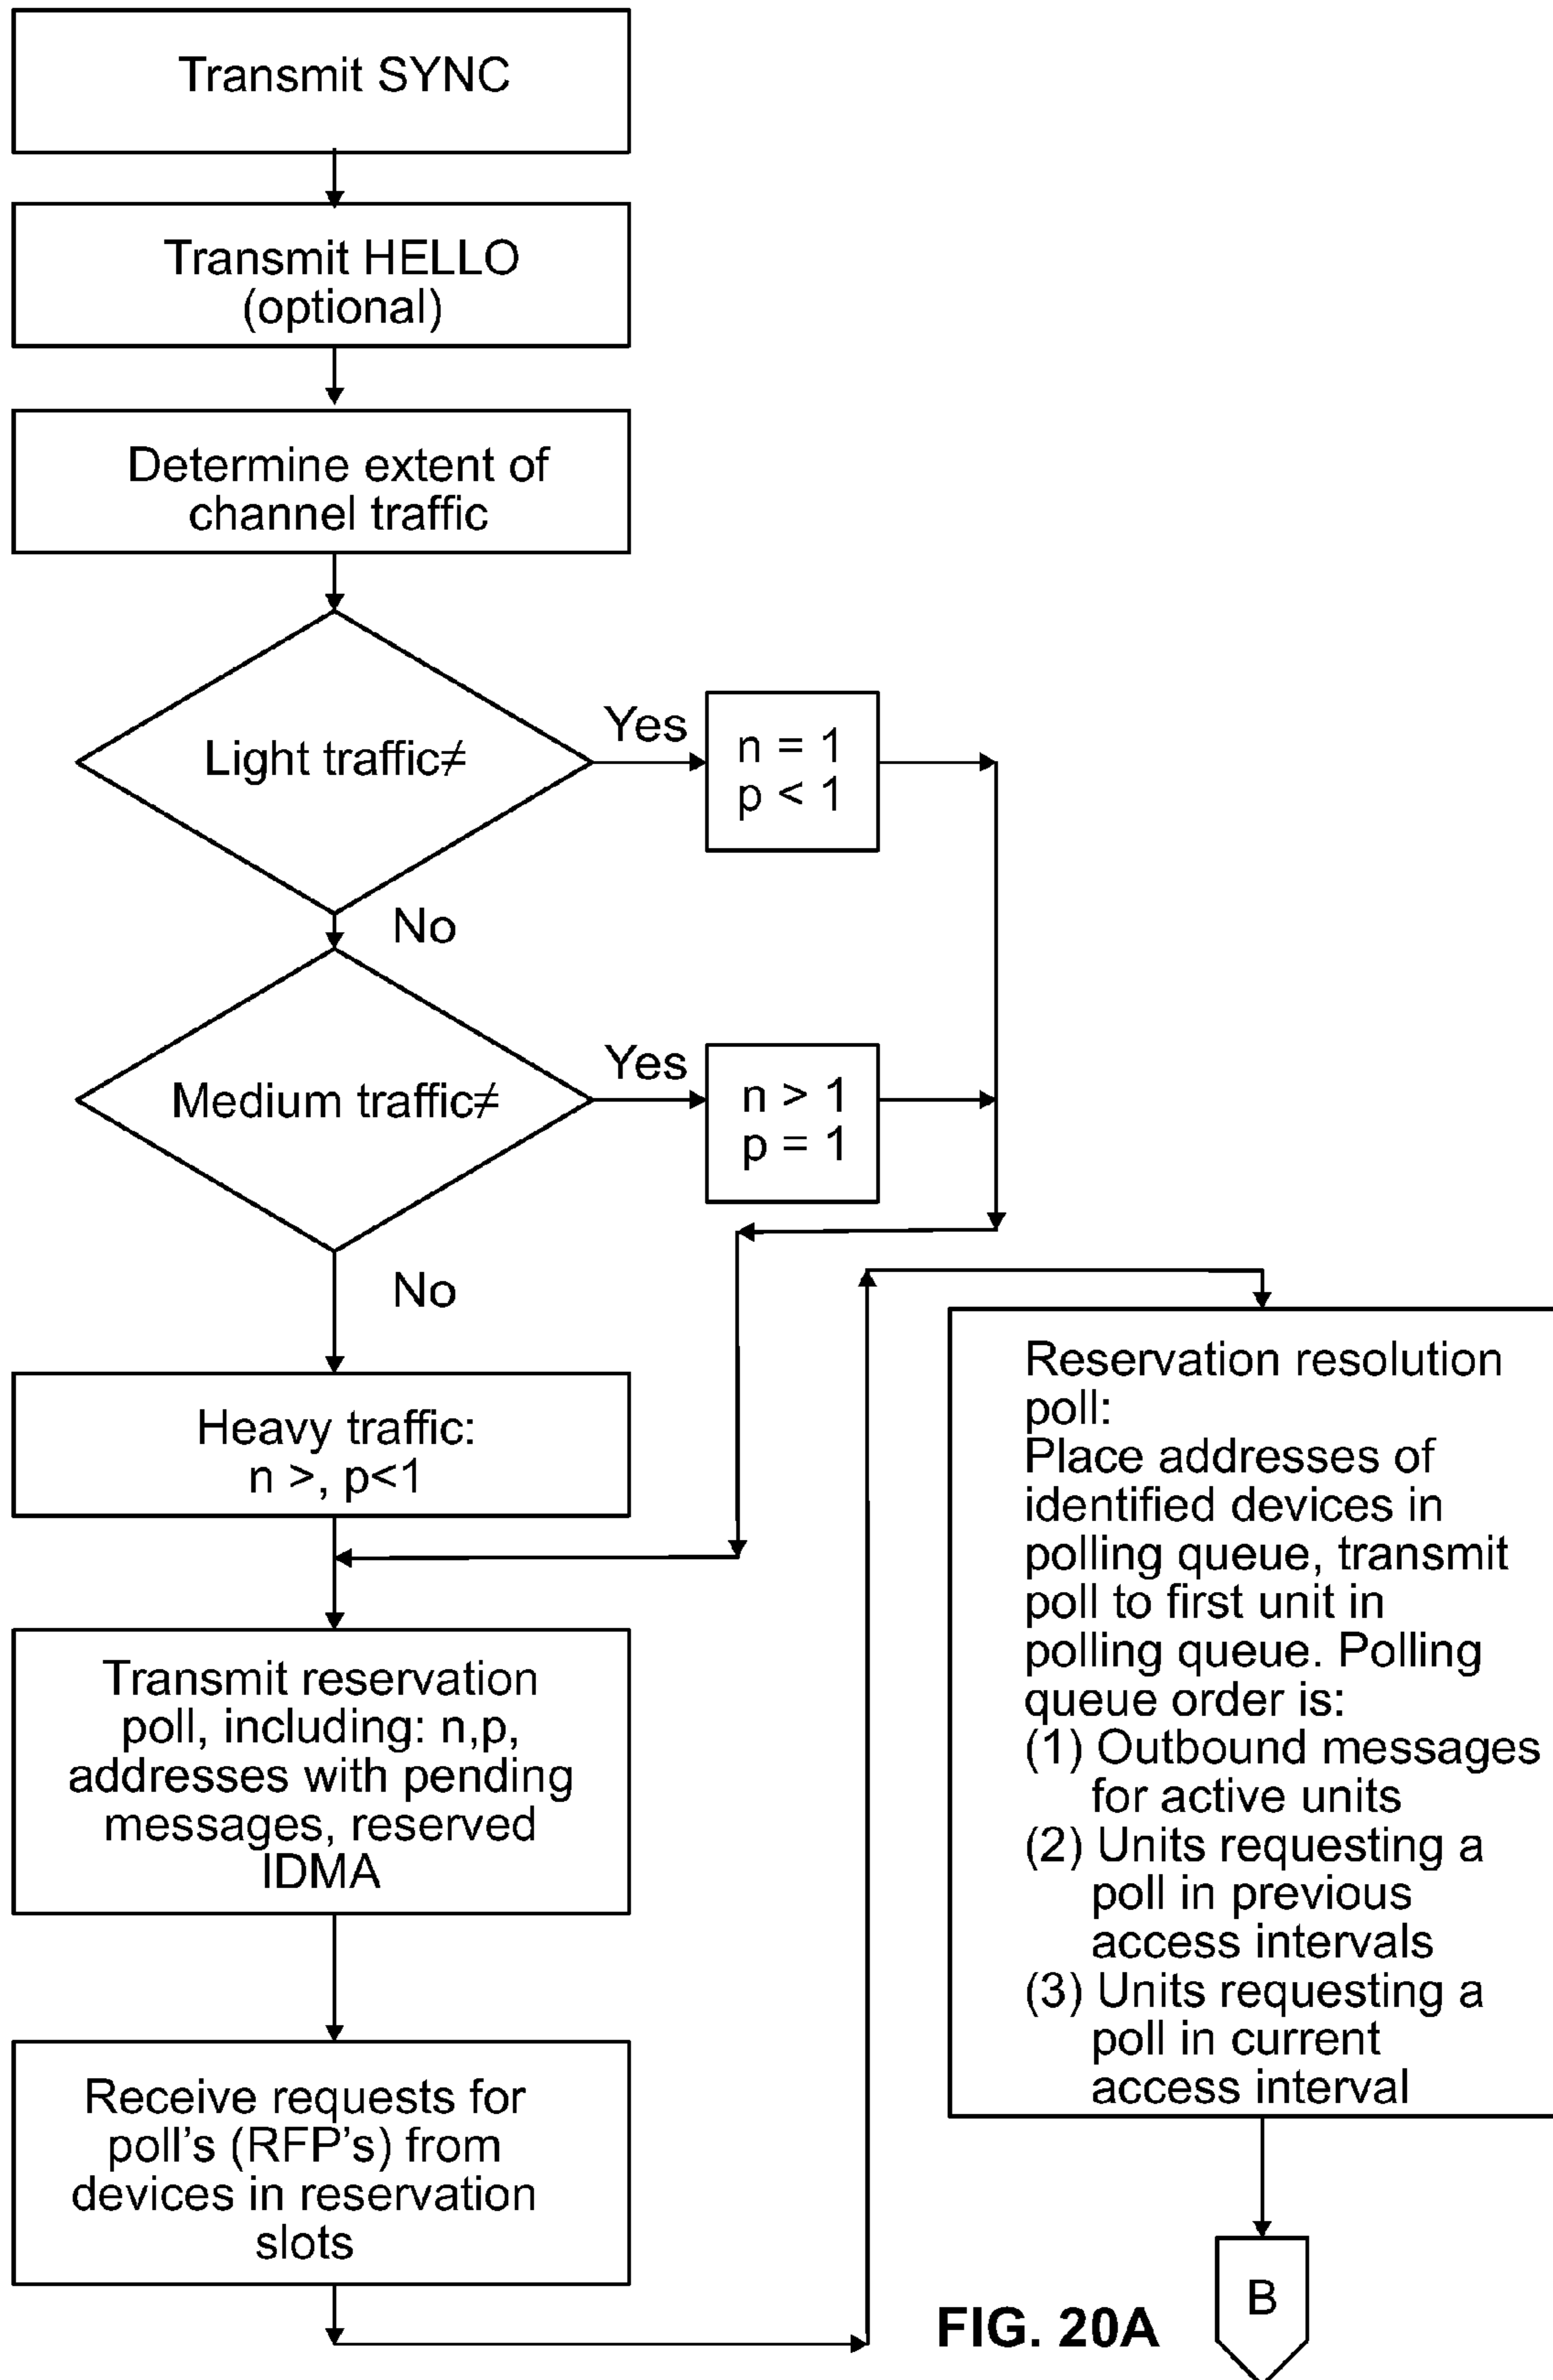 Transmit SYNC
Transmit HELLO
(optional)
Determine extent of
channel traffic
Light traffic≠
Yes
n = 1
p < 1
No
Medium traffic≠
Yes
n > 1
p = 1
No
Heavy traffic:
n >, p<1
Transmit reservation
poll, including: n,p,
addresses with pending
messages, reserved
IDMA
Receive requests for
poll's (RFP's) from
devices in reservation
slots
Reservation resolution
poll:
Place addresses of
identified devices in
polling queue, transmit
poll to first unit in
polling queue. Polling
queue order is:
(1) Outbound messages
for active units
(2) Units requesting a
poll in previous
access intervals
(3) Units requesting a
poll in current
access interval
B
FIG. 20A